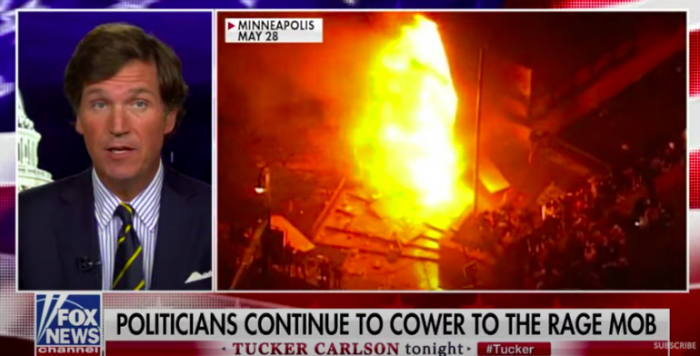 MINNEAPOLIS
MAY 28
FOX
NEWS
channel
POLITICIANS CONTINUE TO COWER TO THE RAGE MOB
TUCKER CARLSON tonight
#Tucker
SUBSCRIBE